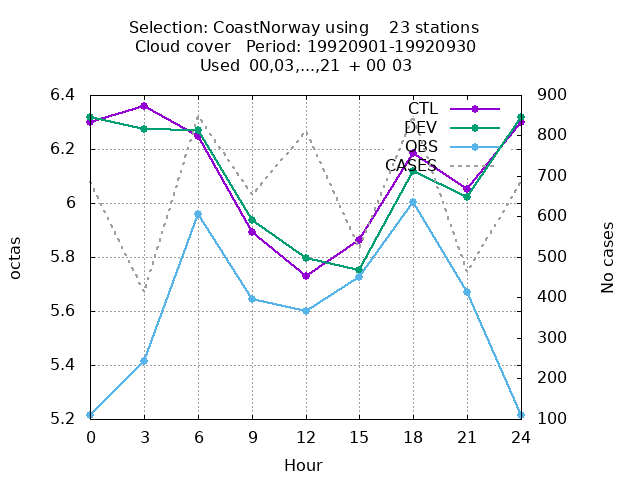 Selection: CoastNorway using    23 stations
Cloud cover   Period: 19920901-19920930
Used  00,03,...,21 + 00 03
6.4
6.2
6
5.8
5.6
5.4
5.2
octas
900
800
700
600
500
400
300
200
100
No cases
CTL
DEV
OBS
CASES
0 3 6 9 12 15 18 21 24
Hour